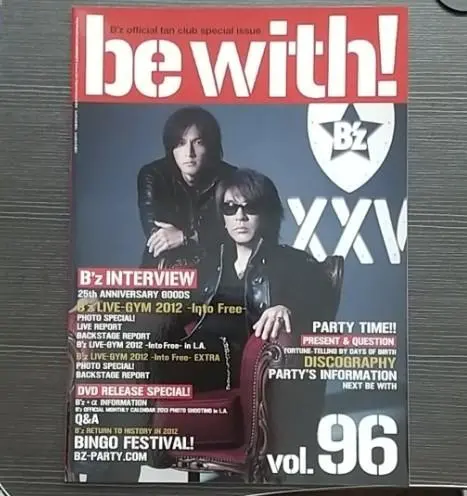 B'z official fan club special issue
be with!
B'z
XXV
B'z INTERVIEW
25th ANNIVERSARY GOODS
B'z LIVE-GYM 2012 -Into Free-
PHOTO SPECIAL!
LIVE REPORT
BACKSTAGE REPORT
B'z LIVE-GYM 2012 -Into Free- in L.A.
B'z LIVE-GYM 2012 -Into Free- EXTRA
PHOTO SPECIAL!
BACKSTAGE REPORT
DVD RELEASE SPECIAL!
B'z + α INFORMATION
B'z OFFICIAL MONTHLY CALENDAR 2013 PHOTO SHOOTING in L.A.
Q&A
B'z RETURN TO HISTORY IN 2012
BINGO FESTIVAL!
BZ-PARTY.COM
PARTY TIME!!
PRESENT & QUESTION
FORTUNE-TELLING BY DAYS OF BIRTH
DISCOGRAPHY
PARTY'S INFORMATION
NEXT BE WITH
vol. 96